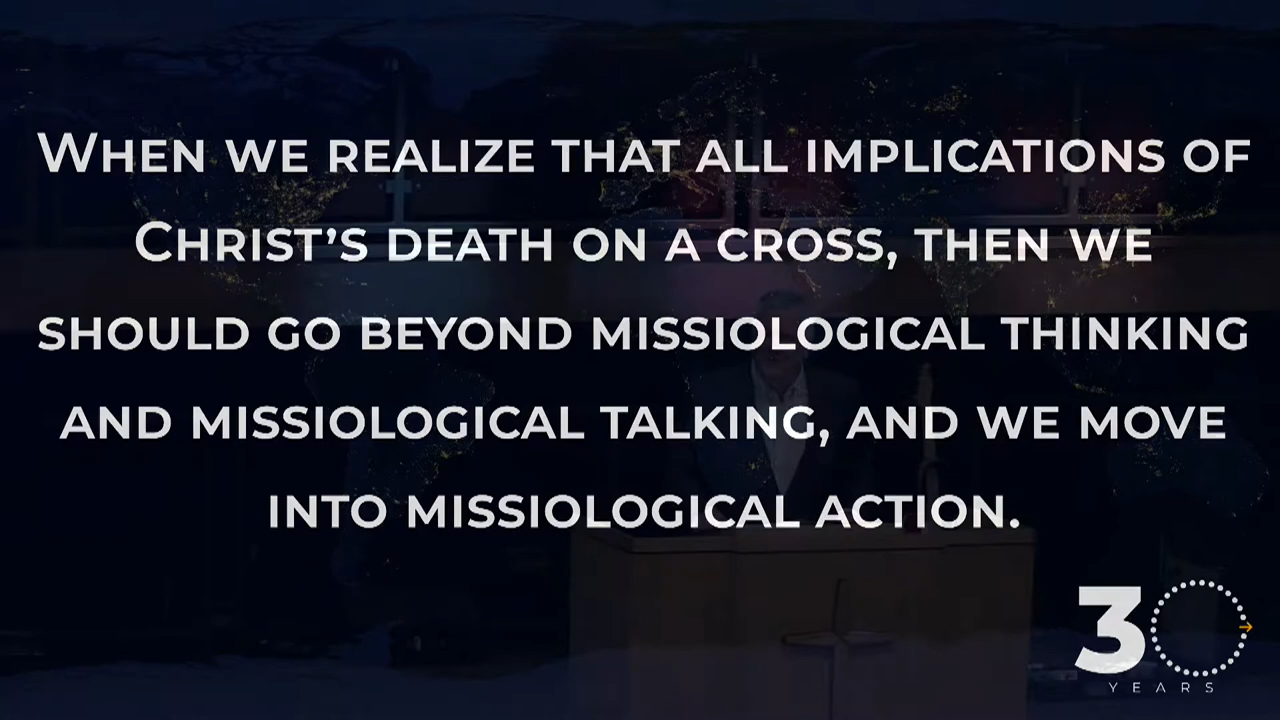 When we realize that all implications of
Christ’s death on a cross, then we
should go beyond missiological thinking
and missiological talking, and we move
into missiological action.
30
YEARS